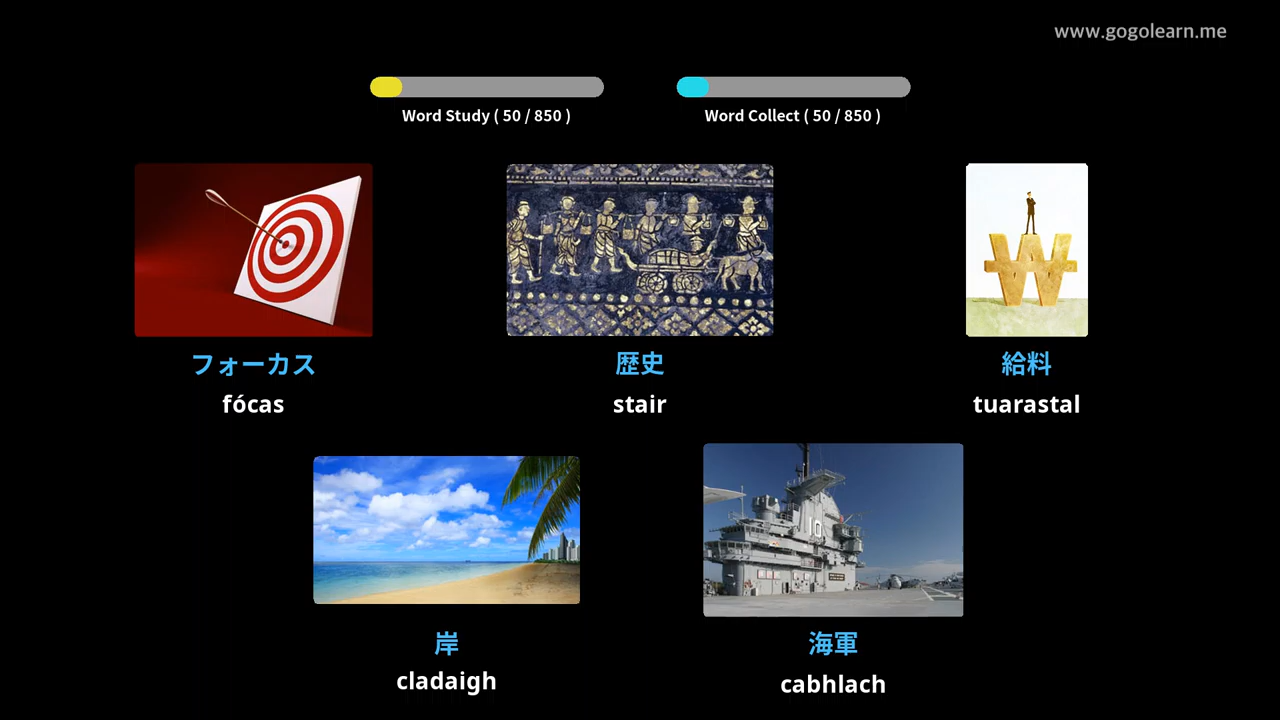 www.gogolearn.me
Word Study ( 50 / 850 )
Word Collect ( 50 / 850 )
フォーカス
fócas
歴史
stair
給料
tuarastal
10
岸
cladaigh
海軍
cabhlach